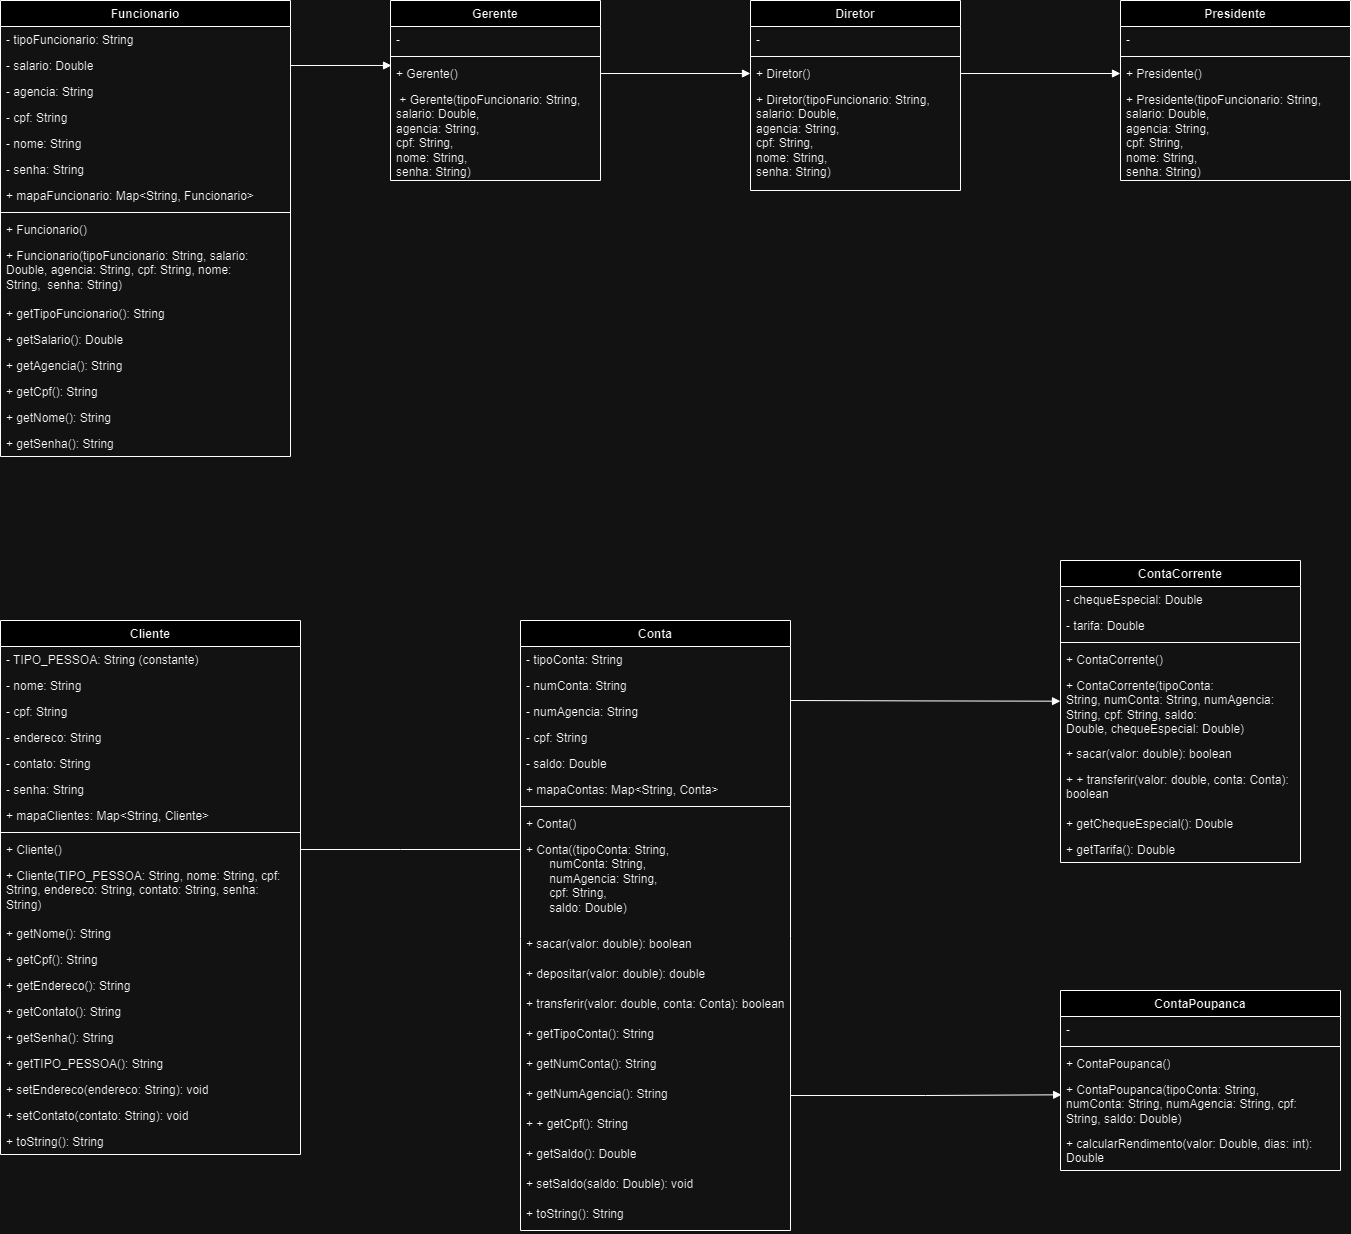 Funcionario
- tipoFuncionario: String
- salario: Double
- agencia: String
- cpf: String
- nome: String
- senha: String
+ mapaFuncionario: Map<String, Funcionario>
+ Funcionario()
+ Funcionario(tipoFuncionario: String, salario:
Double, agencia: String, cpf: String, nome:
String,  senha: String)
+ getTipoFuncionario(): String
+ getSalario(): Double
+ getAgencia(): String
+ getCpf(): String
+ getNome(): String
+ getSenha(): String
Gerente
-
+ Gerente()
+ Gerente(tipoFuncionario: String,
salario: Double,
agencia: String,
cpf: String,
nome: String,
senha: String)
Diretor
-
+ Diretor()
+ Diretor(tipoFuncionario: String,
salario: Double,
agencia: String,
cpf: String,
nome: String,
senha: String)
Presidente
-
+ Presidente()
+ Presidente(tipoFuncionario: String,
salario: Double,
agencia: String,
cpf: String,
nome: String,
senha: String)
Cliente
- TIPO_PESSOA: String (constante)
- nome: String
- cpf: String
- endereco: String
- contato: String
- senha: String
+ mapaClientes: Map<String, Cliente>
+ Cliente()
+ Cliente(TIPO_PESSOA: String, nome: String, cpf:
String, endereco: String, contato: String, senha:
String)
+ getNome(): String
+ getCpf(): String
+ getEndereco(): String
+ getContato(): String
+ getSenha(): String
+ getTIPO_PESSOA(): String
+ setEndereco(endereco: String): void
+ setContato(contato: String): void
+ toString(): String
Conta
- tipoConta: String
- numConta: String
- numAgencia: String
- cpf: String
- saldo: Double
+ mapaContas: Map<String, Conta>
+ Conta()
+ Conta((tipoConta: String,
numConta: String,
numAgencia: String,
cpf: String,
saldo: Double)
+ sacar(valor: double): boolean
+ depositar(valor: double): double
+ transferir(valor: double, conta: Conta): boolean
+ getTipoConta(): String
+ getNumConta(): String
+ getNumAgencia(): String
+ + getCpf(): String
+ getSaldo(): Double
+ setSaldo(saldo: Double): void
+ toString(): String
ContaCorrente
- chequeEspecial: Double
- tarifa: Double
+ ContaCorrente()
+ ContaCorrente(tipoConta:
String, numConta: String, numAgencia:
String, cpf: String, saldo:
Double, chequeEspecial: Double)
+ sacar(valor: double): boolean
+ + transferir(valor: double, conta: Conta):
boolean
+ getChequeEspecial(): Double
+ getTarifa(): Double
ContaPoupanca
-
+ ContaPoupanca()
+ ContaPoupanca(tipoConta: String,
numConta: String, numAgencia: String, cpf:
String, saldo: Double)
+ calcularRendimento(valor: Double, dias: int):
Double